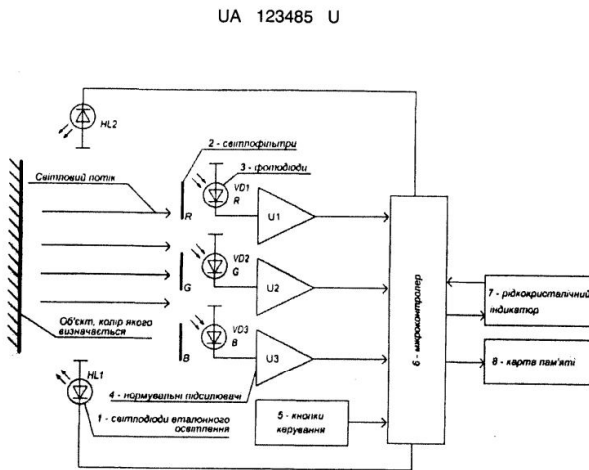 UA 123485 U
HL2
2 - світлофільтри
3 - фотодіоди
Світловий потік
VD1
R
R
U1
VD2
G
G
U2
Об'єкт, колір якого
визначається
VD3
B
B
U3
HL1
4 - нормувальні підсилювачі
1 - світлодіоди еталонного
освітлення
5 - кнопки
керування
6 - мікроконтролер
7 - рідкокристалічний
індикатор
8 - карта пам'яті